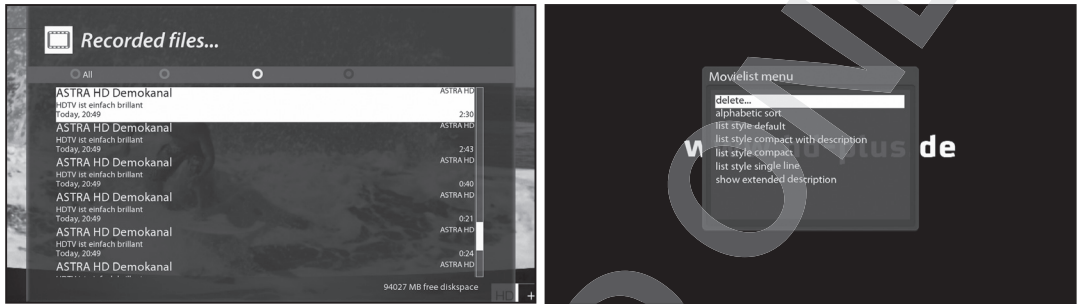 Recorded files...
All
ASTRA HD Demokanal ASTRA HD
HDTV ist einfach brillant
Today, 20:49 2:30
ASTRA HD Demokanal ASTRA HD
HDTV ist einfach brillant
Today, 20:49 2:43
ASTRA HD Demokanal ASTRA HD
HDTV ist einfach brillant
Today, 20:49 0:40
ASTRA HD Demokanal ASTRA HD
HDTV ist einfach brillant
Today, 20:49 0:21
ASTRA HD Demokanal ASTRA HD
HDTV ist einfach brillant
Today, 20:49 0:24
ASTRA HD Demokanal ASTRA HD
94027 MB free diskspace
HD +
Movielist menu
delete...
alphabetic sort
list style default
list style compact with description
list style compact
list style single line
show extended description
de